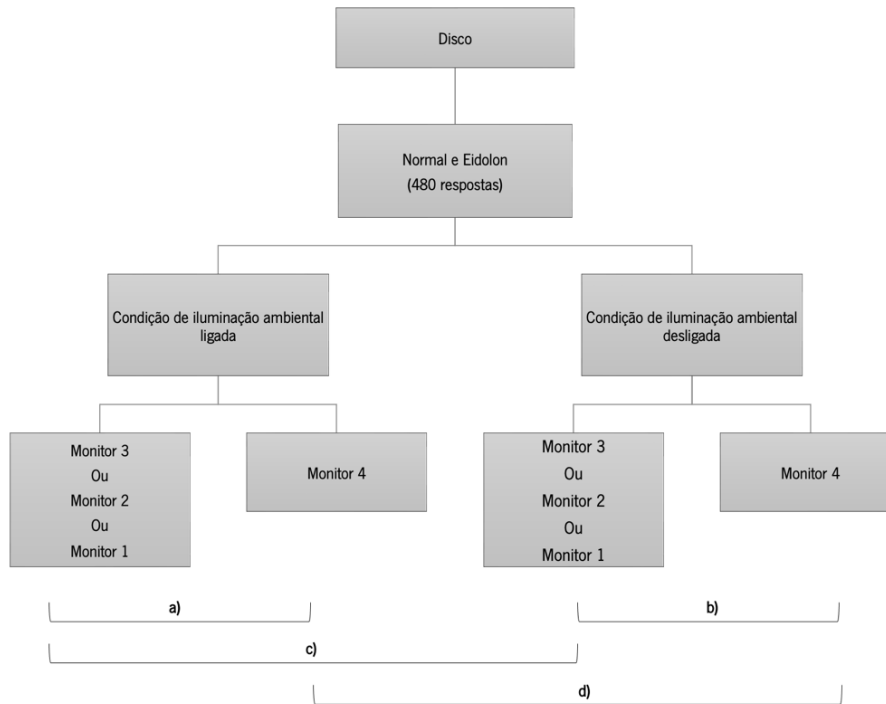 Disco
Normal e Eidolon
(480 respostas)
Condição de iluminação ambiental
ligada
Condição de iluminação ambiental
desligada
Monitor 3
Ou
Monitor 2
Ou
Monitor 1
Monitor 4
Monitor 3
Ou
Monitor 2
Ou
Monitor 1
Monitor 4
a)
b)
c)
d)